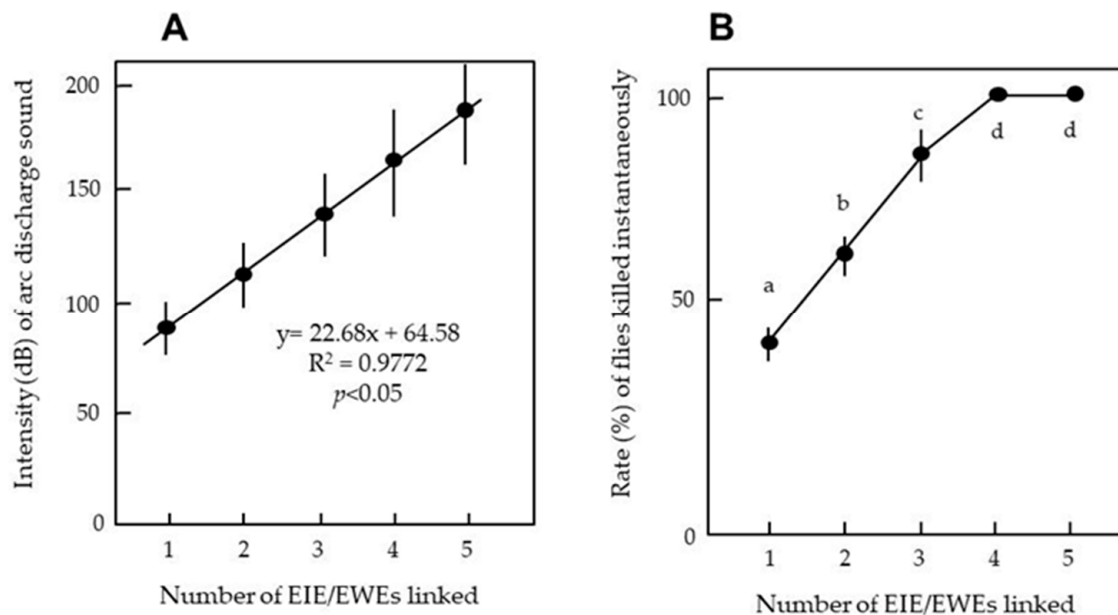 A
Intensity (dB) of arc discharge sound
200
150
100
50
0
y= 22.68x + 64.58
R² = 0.9772
p<0.05
1 2 3 4 5
Number of EIE/EWEs linked
B
Rate (%) of flies killed instantaneously
100
50
0
a
b
c
d d
1 2 3 4 5
Number of EIE/EWEs linked